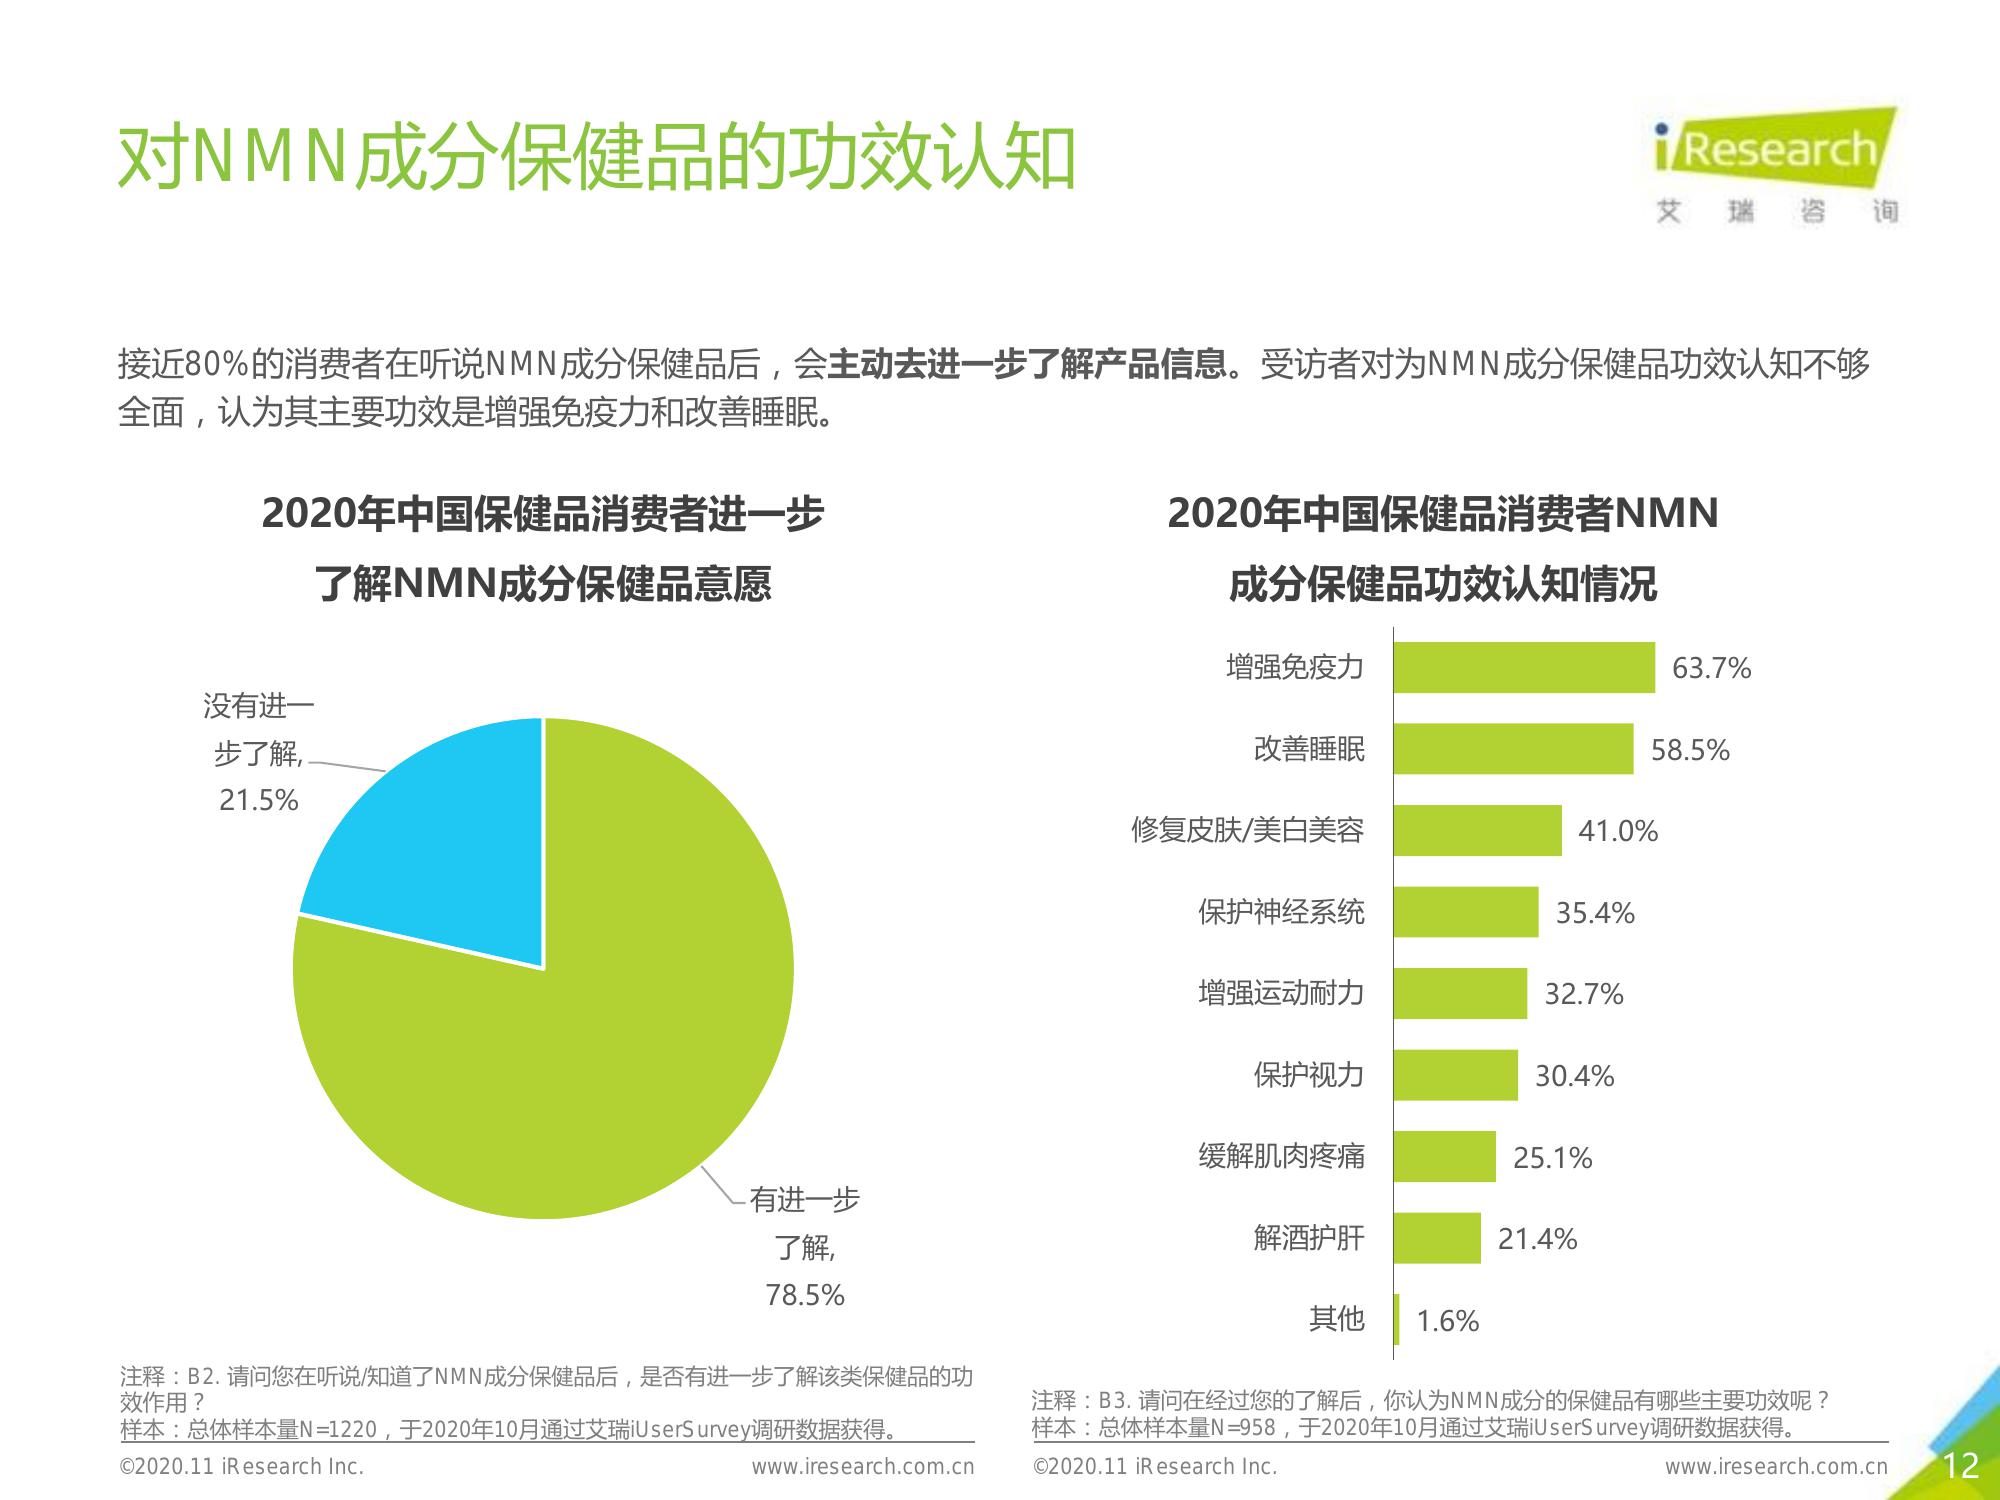 对NMN成分保健品的功效认知
iResearch
艾瑞咨询
接近80%的消费者在听说NMN成分保健品后，会主动去进一步了解产品信息。受访者对为NMN成分保健品功效认知不够
全面，认为其主要功效是增强免疫力和改善睡眠。
2020年中国保健品消费者进一步
了解NMN成分保健品意愿
没有进一
步了解,
21.5%
有进一步
了解,
78.5%
注释：B2. 请问您在听说/知道了NMN成分保健品后，是否有进一步了解该类保健品的功
效作用？
样本：总体样本量N=1220，于2020年10月通过艾瑞iUserSurvey调研数据获得。
©2020.11 iResearch Inc.
www.iresearch.com.cn
2020年中国保健品消费者NMN
成分保健品功效认知情况
增强免疫力 63.7%
改善睡眠 58.5%
修复皮肤/美白美容 41.0%
保护神经系统 35.4%
增强运动耐力 32.7%
保护视力 30.4%
缓解肌肉疼痛 25.1%
解酒护肝 21.4%
其他 1.6%
注释：B3. 请问在经过您的了解后，你认为NMN成分的保健品有哪些主要功效呢？
样本：总体样本量N=958，于2020年10月通过艾瑞iUserSurvey调研数据获得。
©2020.11 iResearch Inc.
www.iresearch.com.cn
12